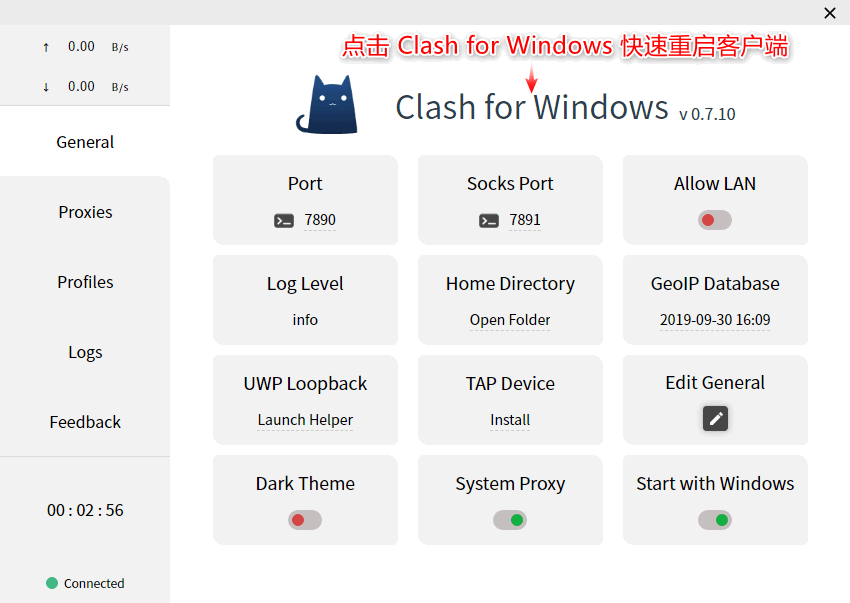 ↑ 0.00 B/s
↓ 0.00 B/s
General
Proxies
Profiles
Logs
Feedback
00 : 02 : 56
Connected
点击 Clash for Windows 快速重启客户端
Clash for Windows v 0.7.10
Port
7890
Socks Port
7891
Allow LAN
Log Level
info
Home Directory
Open Folder
GeoIP Database
2019-09-30 16:09
UWP Loopback
Launch Helper
TAP Device
Install
Edit General
Dark Theme
System Proxy
Start with Windows